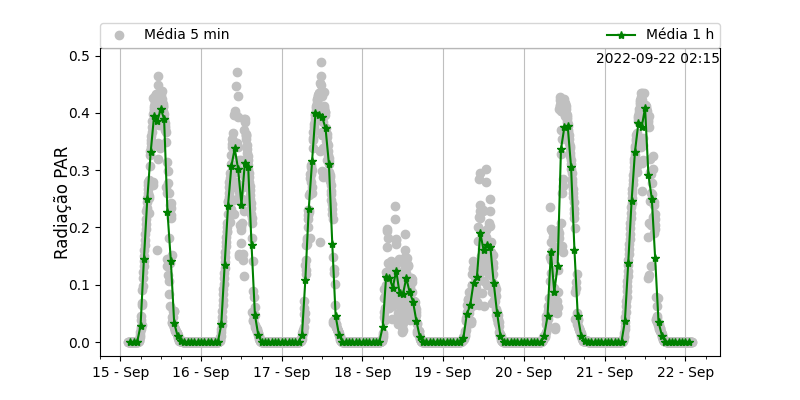 Média 5 min
Média 1 h
2022-09-22 02:15
Radiação PAR
0.5
0.4
0.3
0.2
0.1
0.0
15 - Sep
16 - Sep
17 - Sep
18 - Sep
19 - Sep
20 - Sep
21 - Sep
22 - Sep